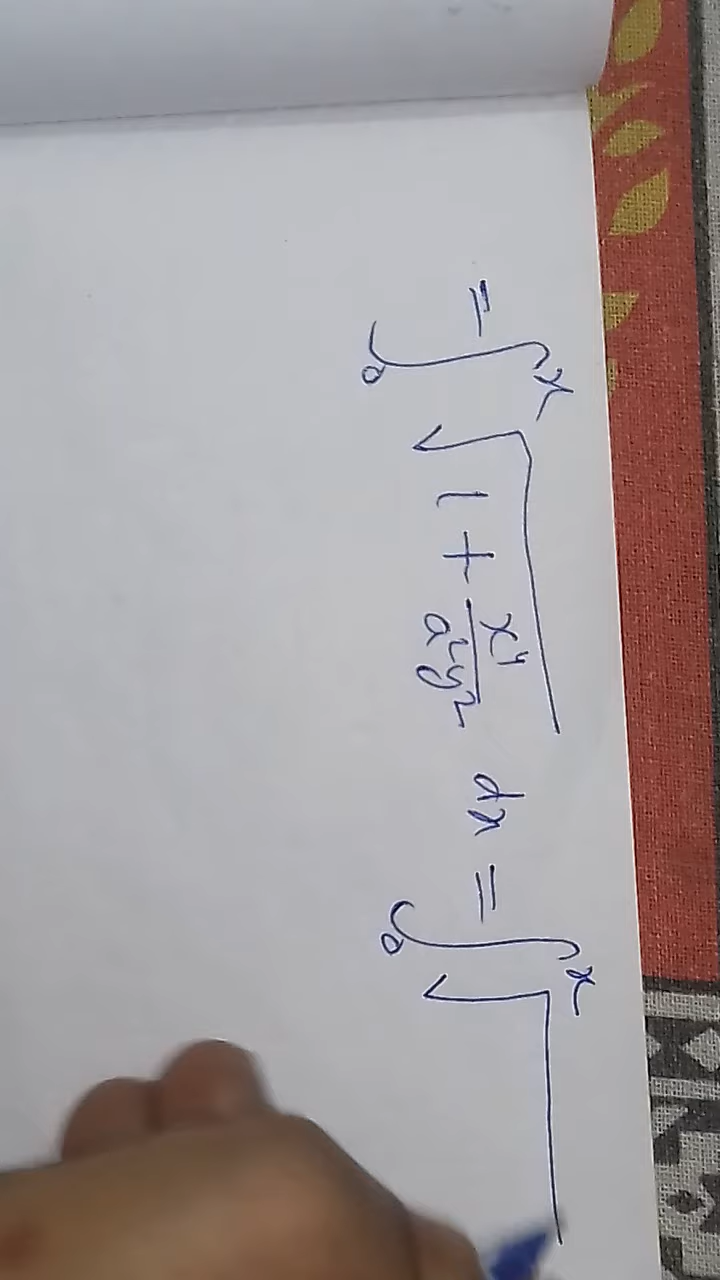 = ∫₀ˣ √(1 + x⁴/(a²y²)) dx = ∫₀ˣ √